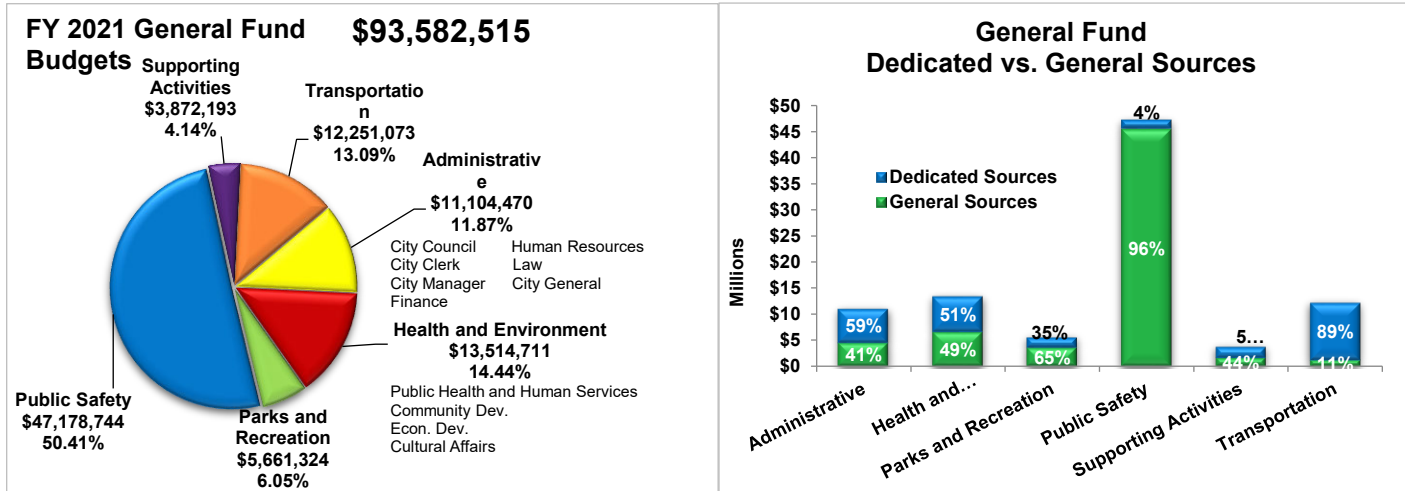 FY 2021 General Fund
Budgets
$93,582,515
Supporting
Activities
$3,872,193
4.14%
Transportatio
n
$12,251,073
13.09%
Administrativ
e
$11,104,470
11.87%
City Council Human Resources
City Clerk Law
City Manager City General
Finance
Health and Environment
$13,514,711
14.44%
Public Health and Human Services
Community Dev.
Econ. Dev.
Cultural Affairs
Public Safety
$47,178,744
50.41%
Parks and
Recreation
$5,661,324
6.05%
General Fund
Dedicated vs. General Sources
Millions
$50
$45
$40
$35
$30
$25
$20
$15
$10
$5
$0
Dedicated Sources
General Sources
59%
41%
51%
49%
35%
65%
4%
96%
5...
44%
89%
11%
Administrative
Health and...
Parks and Recreation
Public Safety
Supporting Activities
Transportation